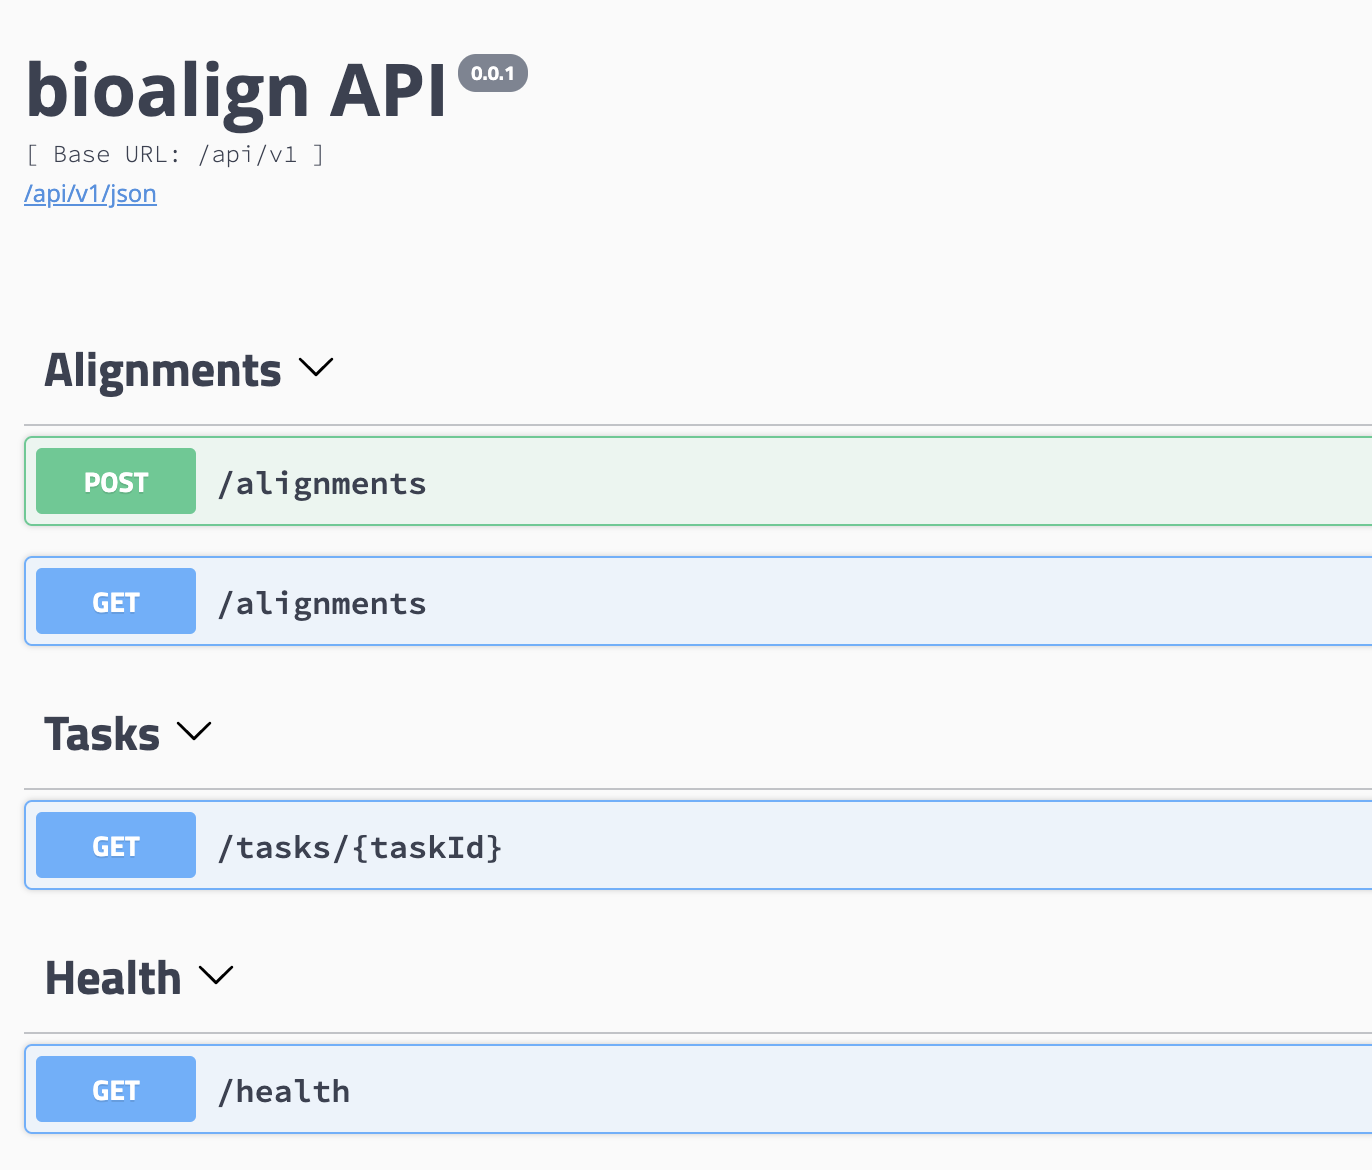 bioalign API 0.0.1
[ Base URL: /api/v1 ]
/api/v1/json
Alignments
POST /alignments
GET /alignments
Tasks
GET /tasks/{taskId}
Health
GET /health